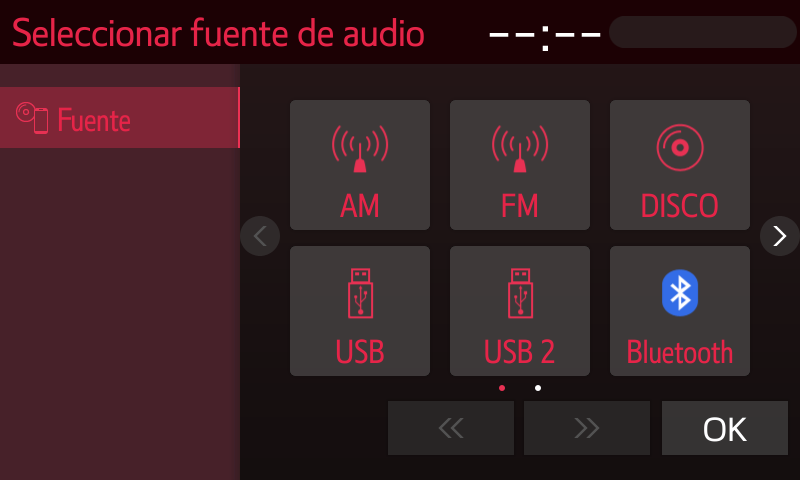 Seleccionar fuente de audio
--:--
Fuente
AM
FM
DISCO
USB
USB 2
Bluetooth
OK